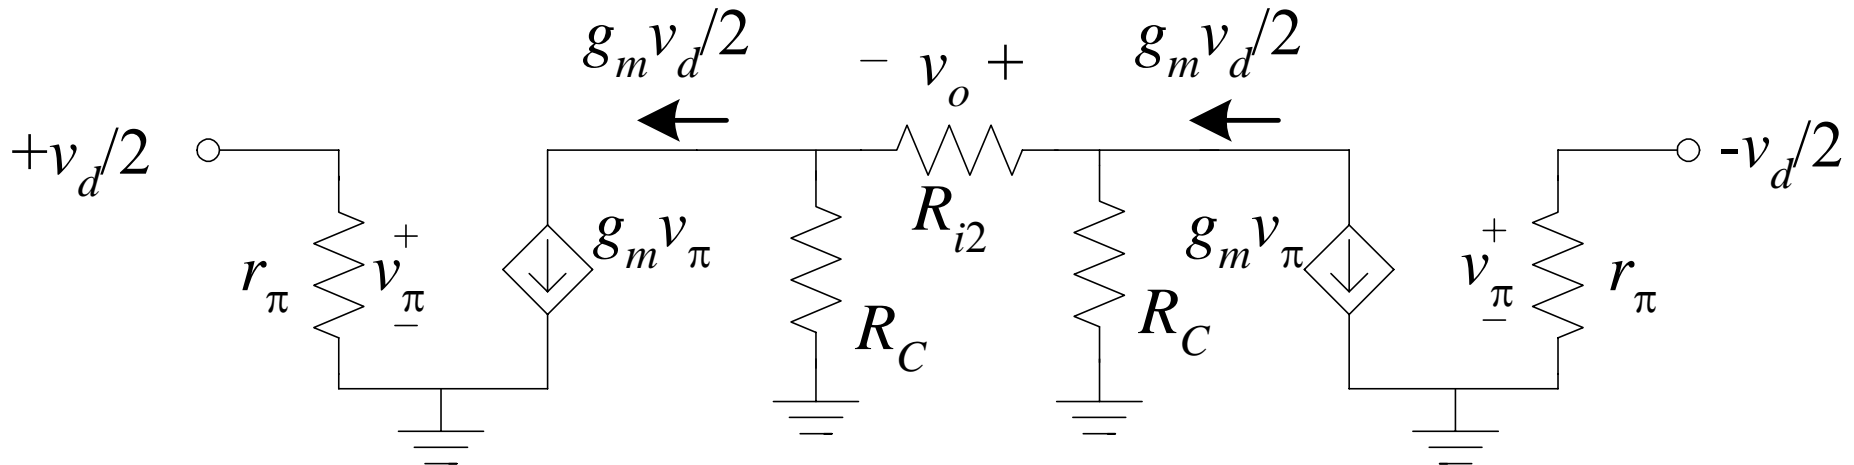 g_m v_d/2
− v_o +
g_m v_d/2
+v_d/2
-v_d/2
r_π
+
v_π
−
g_m v_π
R_C
R_i2
R_C
g_m v_π
+
v_π
−
r_π